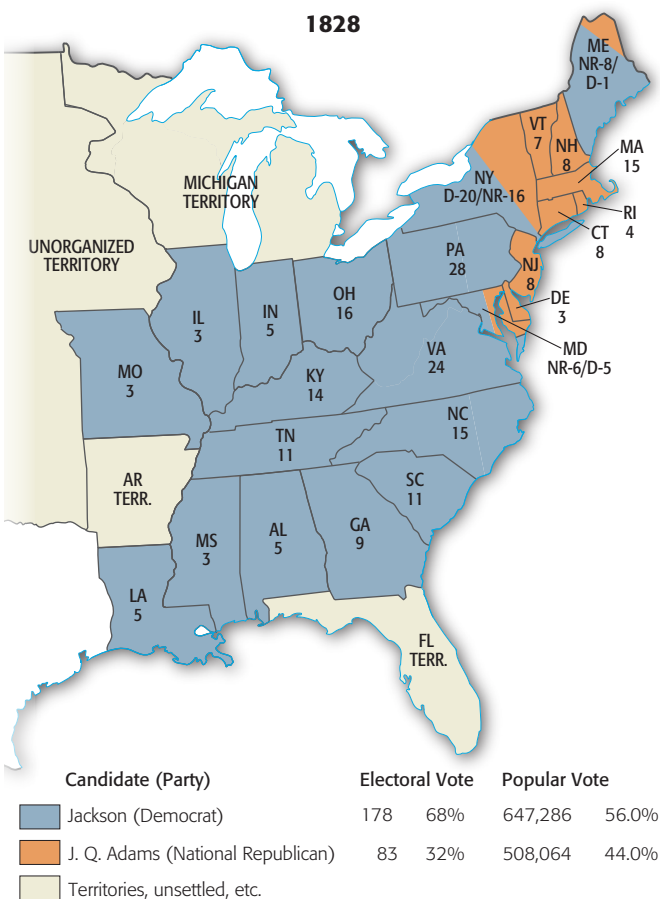 1828
ME
NR-8/
D-1
VT
7
NH
8
MA
15
NY
D-20/NR-16
RI
4
CT
8
MICHIGAN
TERRITORY
UNORGANIZED
TERRITORY
PA
28
NJ
8
DE
3
MD
NR-6/D-5
OH
16
IN
5
IL
3
MO
3
VA
24
KY
14
NC
15
TN
11
AR
TERR.
SC
11
MS
3
AL
5
GA
9
LA
5
FL
TERR.
Candidate (Party) Electoral Vote Popular Vote
Jackson (Democrat) 178 68% 647,286 56.0%
J. Q. Adams (National Republican) 83 32% 508,064 44.0%
Territories, unsettled, etc.